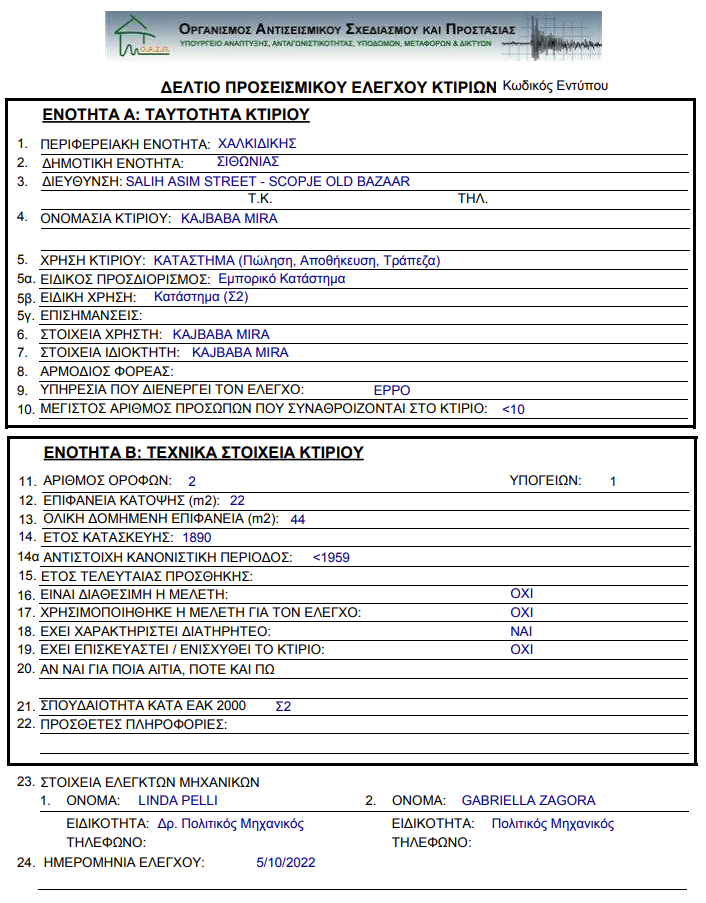 ΟΡΓΑΝΙΣΜΟΣ ΑΝΤΙΣΕΙΣΜΙΚΟΥ ΣΧΕΔΙΑΣΜΟΥ ΚΑΙ ΠΡΟΣΤΑΣΙΑΣ
ΥΠΟΥΡΓΕΙΟ ΑΝΑΠΤΥΞΗΣ, ΑΝΤΑΓΩΝΙΣΤΙΚΟΤΗΤΑΣ, ΥΠΟΔΟΜΩΝ, ΜΕΤΑΦΟΡΩΝ & ΔΙΚΤΥΩΝ
Ο.Α.Σ.Π.
ΔΕΛΤΙΟ ΠΡΟΣΕΙΣΜΙΚΟΥ ΕΛΕΓΧΟΥ ΚΤΙΡΙΩΝ Κωδικός Εντύπου
ΕΝΟΤΗΤΑ Α: ΤΑΥΤΟΤΗΤΑ ΚΤΙΡΙΟΥ
1. ΠΕΡΙΦΕΡΕΙΑΚΗ ΕΝΟΤΗΤΑ: ΧΑΛΚΙΔΙΚΗΣ
2. ΔΗΜΟΤΙΚΗ ΕΝΟΤΗΤΑ: ΣΙΘΩΝΙΑΣ
3. ΔΙΕΥΘΥΝΣΗ: SALIH ASIM STREET - SCOPJE OLD BAZAAR
Τ.Κ. ΤΗΛ.
4. ΟΝΟΜΑΣΙΑ ΚΤΙΡΙΟΥ: KAJBABA MIRA
5. ΧΡΗΣΗ ΚΤΙΡΙΟΥ: ΚΑΤΑΣΤΗΜΑ (Πώληση, Αποθήκευση, Τράπεζα)
5α. ΕΙΔΙΚΟΣ ΠΡΟΣΔΙΟΡΙΣΜΟΣ: Εμπορικό Κατάστημα
5β. ΕΙΔΙΚΗ ΧΡΗΣΗ: Κατάστημα (Σ2)
5γ. ΕΠΙΣΗΜΑΝΣΕΙΣ:
6. ΣΤΟΙΧΕΙΑ ΧΡΗΣΤΗ: KAJBABA MIRA
7. ΣΤΟΙΧΕΙΑ ΙΔΙΟΚΤΗΤΗ: KAJBABA MIRA
8. ΑΡΜΟΔΙΟΣ ΦΟΡΕΑΣ:
9. ΥΠΗΡΕΣΙΑ ΠΟΥ ΔΙΕΝΕΡΓΕΙ ΤΟΝ ΕΛΕΓΧΟ: EPPO
10. ΜΕΓΙΣΤΟΣ ΑΡΙΘΜΟΣ ΠΡΟΣΩΠΩΝ ΠΟΥ ΣΥΝΑΘΡΟΙΖΟΝΤΑΙ ΣΤΟ ΚΤΙΡΙΟ: <10
ΕΝΟΤΗΤΑ Β: ΤΕΧΝΙΚΑ ΣΤΟΙΧΕΙΑ ΚΤΙΡΙΟΥ
11. ΑΡΙΘΜΟΣ ΟΡΟΦΩΝ: 2 ΥΠΟΓΕΙΩΝ: 1
12. ΕΠΙΦΑΝΕΙΑ ΚΑΤΟΨΗΣ (m2): 22
13. ΟΛΙΚΗ ΔΟΜΗΜΕΝΗ ΕΠΙΦΑΝΕΙΑ (m2): 44
14. ΕΤΟΣ ΚΑΤΑΣΚΕΥΗΣ: 1890
14α ΑΝΤΙΣΤΟΙΧΗ ΚΑΝΟΝΙΣΤΙΚΗ ΠΕΡΙΟΔΟΣ: <1959
15. ΕΤΟΣ ΤΕΛΕΥΤΑΙΑΣ ΠΡΟΣΘΗΚΗΣ:
16. ΕΙΝΑΙ ΔΙΑΘΕΣΙΜΗ Η ΜΕΛΕΤΗ: ΟΧΙ
17. ΧΡΗΣΙΜΟΠΟΙΗΘΗΚΕ Η ΜΕΛΕΤΗ ΓΙΑ ΤΟΝ ΕΛΕΓΧΟ: ΟΧΙ
18. ΕΧΕΙ ΧΑΡΑΚΤΗΡΙΣΤΕΙ ΔΙΑΤΗΡΗΤΕΟ: ΝΑΙ
19. ΕΧΕΙ ΕΠΙΣΚΕΥΑΣΤΕΙ / ΕΝΙΣΧΥΘΕΙ ΤΟ ΚΤΙΡΙΟ: ΟΧΙ
20. ΑΝ ΝΑΙ ΓΙΑ ΠΟΙΑ ΑΙΤΙΑ, ΠΟΤΕ ΚΑΙ ΠΩ
21. ΣΠΟΥΔΑΙΟΤΗΤΑ ΚΑΤΑ ΕΑΚ 2000 Σ2
22. ΠΡΟΣΘΕΤΕΣ ΠΛΗΡΟΦΟΡΙΕΣ:
23. ΣΤΟΙΧΕΙΑ ΕΛΕΓΚΤΩΝ ΜΗΧΑΝΙΚΩΝ
1. ΟΝΟΜΑ: LINDA PELLI 2. ΟΝΟΜΑ: GABRIELLA ZAGORA
ΕΙΔΙΚΟΤΗΤΑ: Δρ. Πολιτικός Μηχανικός ΕΙΔΙΚΟΤΗΤΑ: Πολιτικός Μηχανικός
ΤΗΛΕΦΩΝΟ: ΤΗΛΕΦΩΝΟ:
24. ΗΜΕΡΟΜΗΝΙΑ ΕΛΕΓΧΟΥ: 5/10/2022